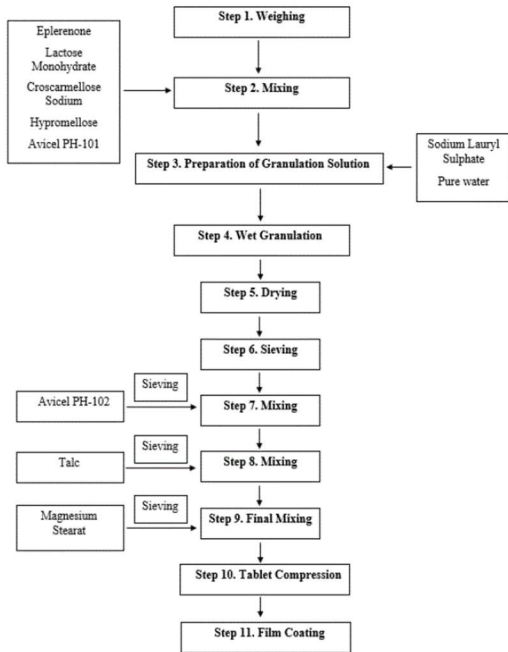 Step 1. Weighing
Eplerenone
Lactose
Monohydrate
Croscarmellose
Sodium
Hypromellose
Avicel PH-101
Step 2. Mixing
Step 3. Preparation of Granulation Solution
Sodium Lauryl
Sulphate
Pure water
Step 4. Wet Granulation
Step 5. Drying
Step 6. Sieving
Sieving
Avicel PH-102
Step 7. Mixing
Sieving
Talc
Step 8. Mixing
Sieving
Magnesium
Stearat
Step 9. Final Mixing
Step 10. Tablet Compression
Step 11. Film Coating